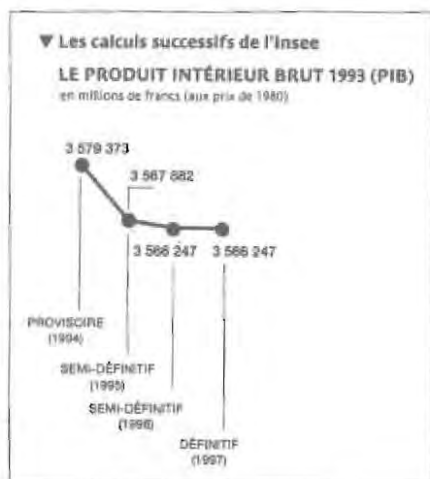 ▼ Les calculs successifs de l'Insee
LE PRODUIT INTÉRIEUR BRUT 1993 (PIB)
en millions de francs (aux prix de 1980)
3 579 373
3 567 882
3 566 247
3 566 247
PROVISOIRE
(1994)
SEMI-DÉFINITIF
(1995)
SEMI-DÉFINITIF
(1996)
DÉFINITIF
(1997)